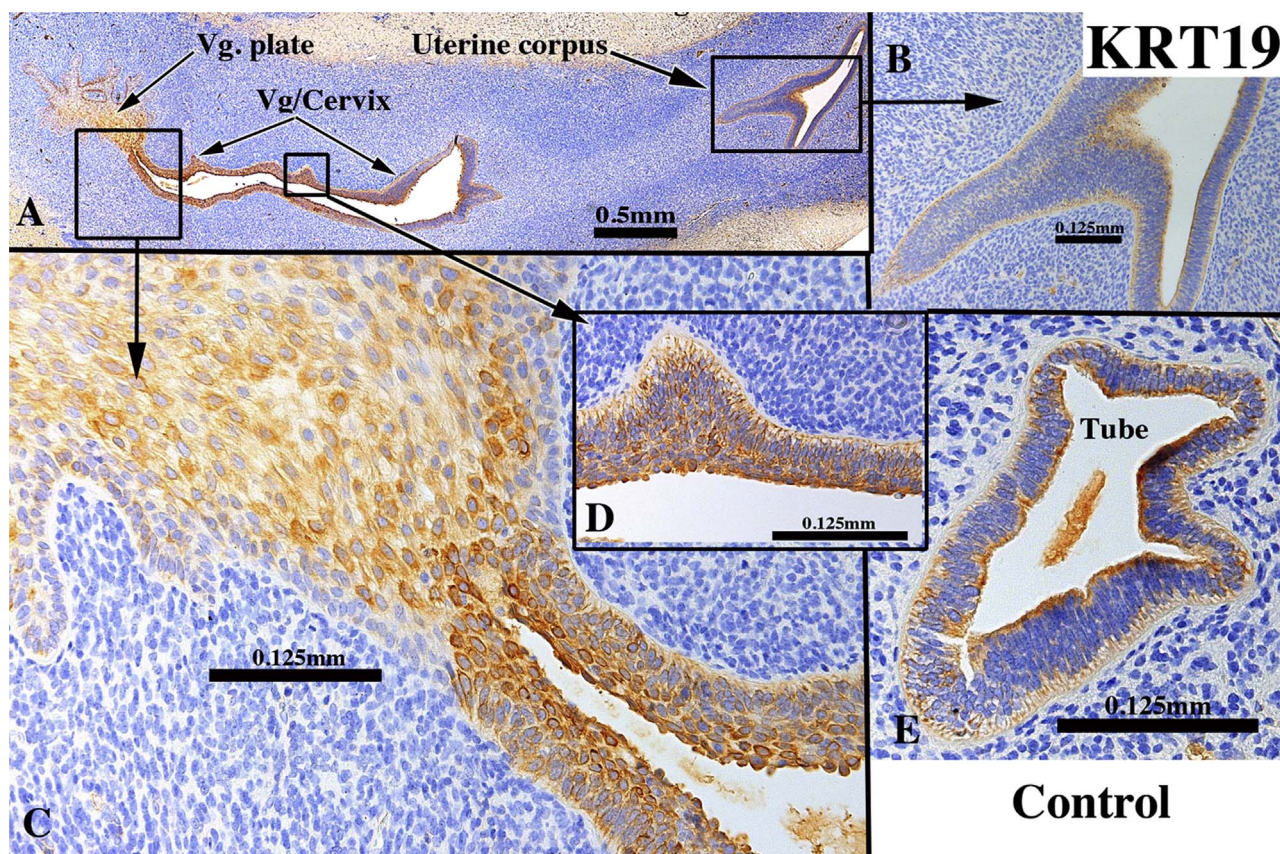 Vg. plate
Uterine corpus
Vg/Cervix
A
0.5mm
B
KRT19
0.125mm
C
0.125mm
D
0.125mm
Tube
E
0.125mm
Control